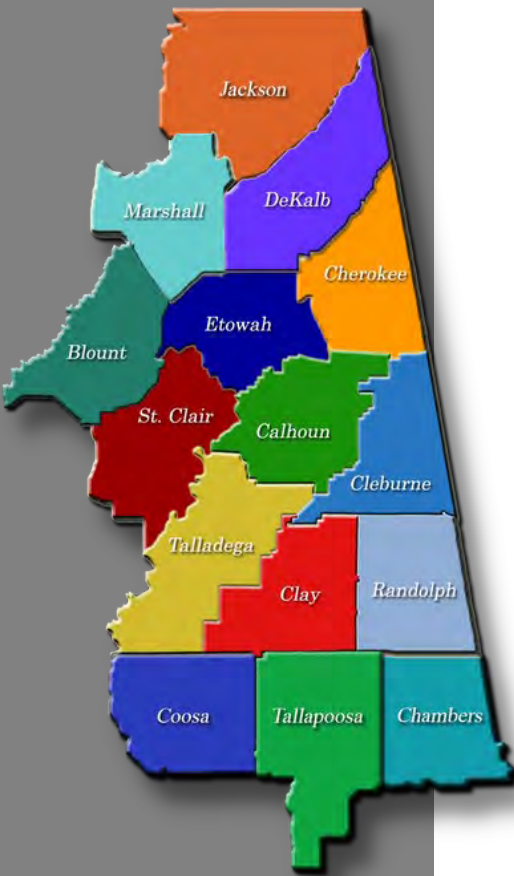 Jackson
DeKalb
Marshall
Cherokee
Etowah
Blount
St. Clair
Calhoun
Cleburne
Talladega
Clay
Randolph
Coosa
Tallapoosa
Chambers